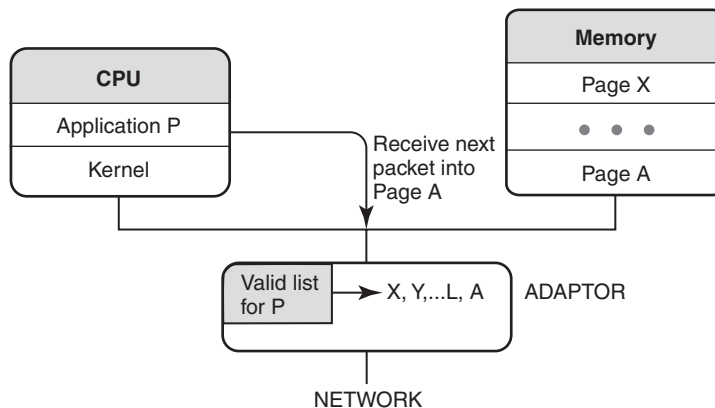 CPU
Application P
Kernel
Receive next
packet into
Page A
Memory
Page X
Page A
Valid list
for P
X, Y,...L, A
ADAPTOR
NETWORK